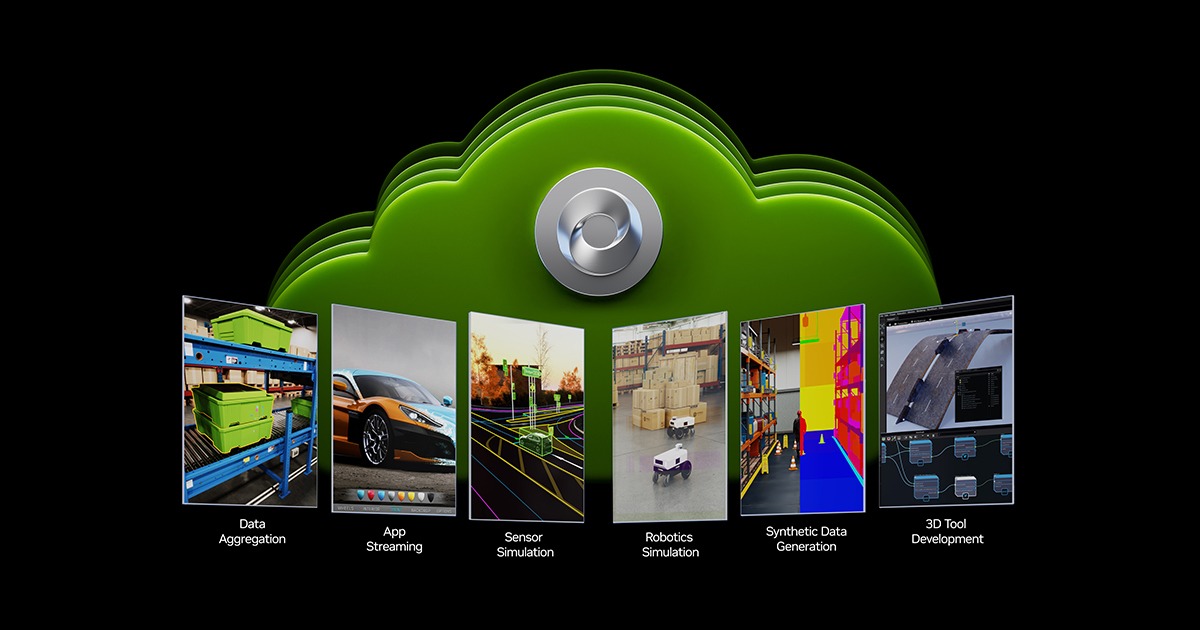 Data
Aggregation
App
Streaming
Sensor
Simulation
Robotics
Simulation
Synthetic Data
Generation
3D Tool
Development